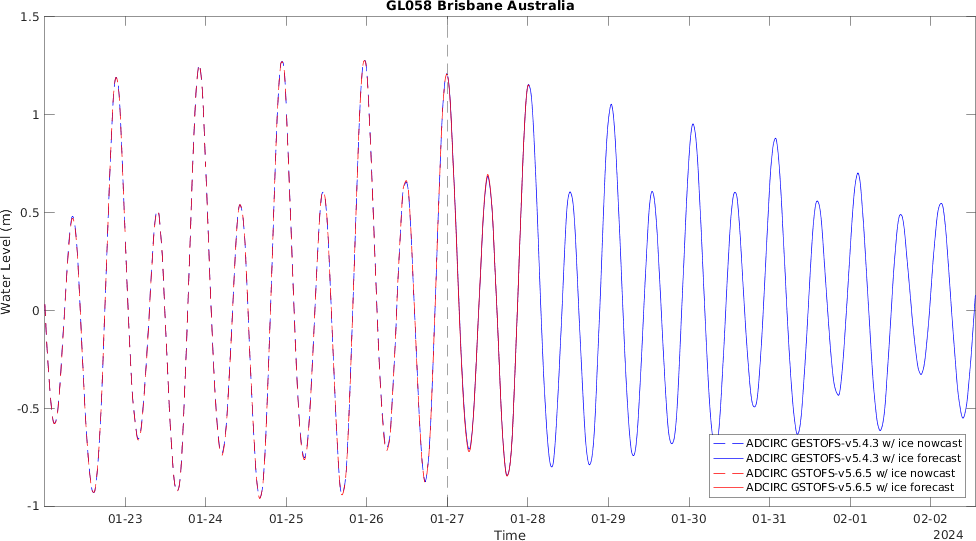 GL058 Brisbane Australia
1.5
1
0.5
0
-0.5
-1
Water Level (m)
01-23 01-24 01-25 01-26 01-27 01-28 01-29 01-30 01-31 02-01 02-02
2024
Time
ADCIRC GESTOFS-v5.4.3 w/ ice nowcast
ADCIRC GESTOFS-v5.4.3 w/ ice forecast
ADCIRC GSTOFS-v5.6.5 w/ ice nowcast
ADCIRC GSTOFS-v5.6.5 w/ ice forecast